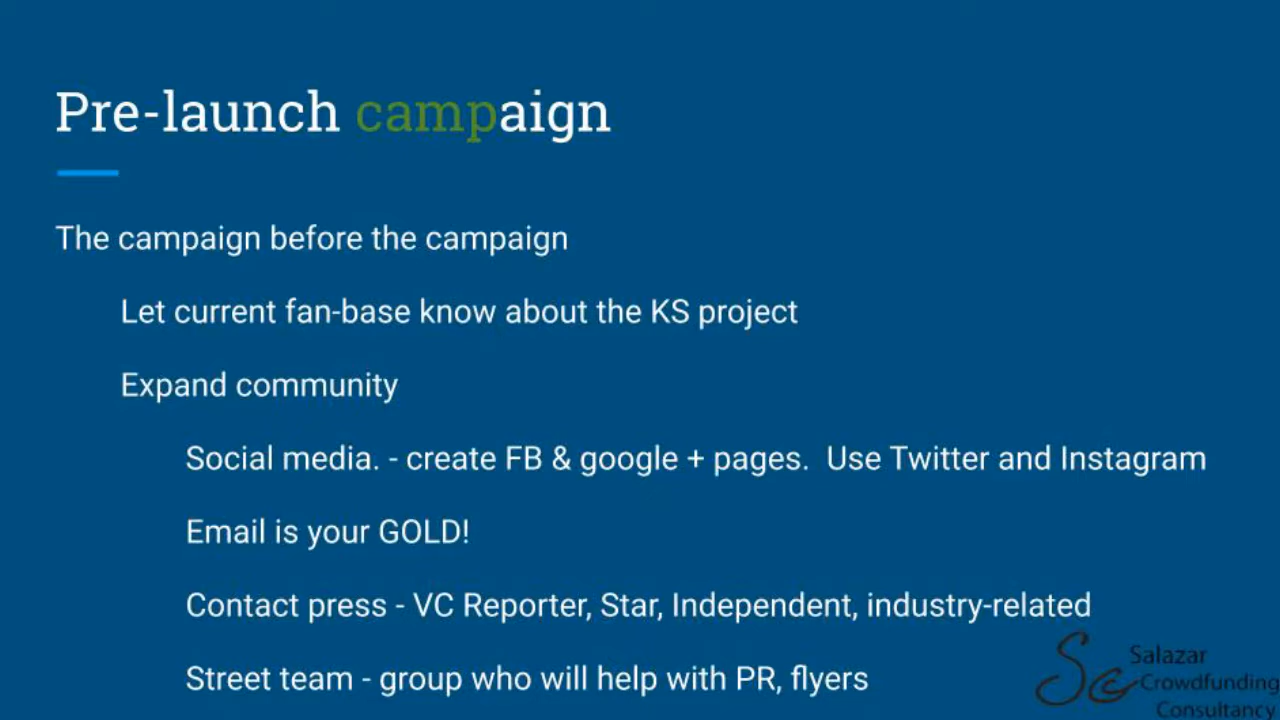 Pre-launch campaign
The campaign before the campaign
Let current fan-base know about the KS project
Expand community
Social media. - create FB & google + pages.  Use Twitter and Instagram
Email is your GOLD!
Contact press - VC Reporter, Star, Independent, industry-related
Street team - group who will help with PR, flyers
Sc
Salazar
Crowdfunding
Consultancy